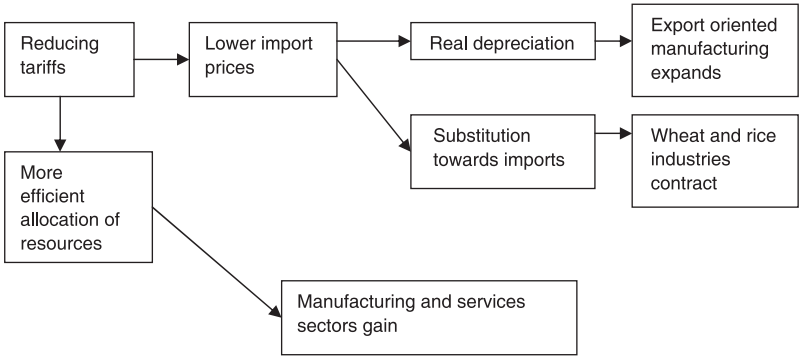 Reducing
tariffs
Lower import
prices
Real depreciation
Export oriented
manufacturing
expands
Substitution
towards imports
Wheat and rice
industries
contract
More
efficient
allocation of
resources
Manufacturing and services
sectors gain